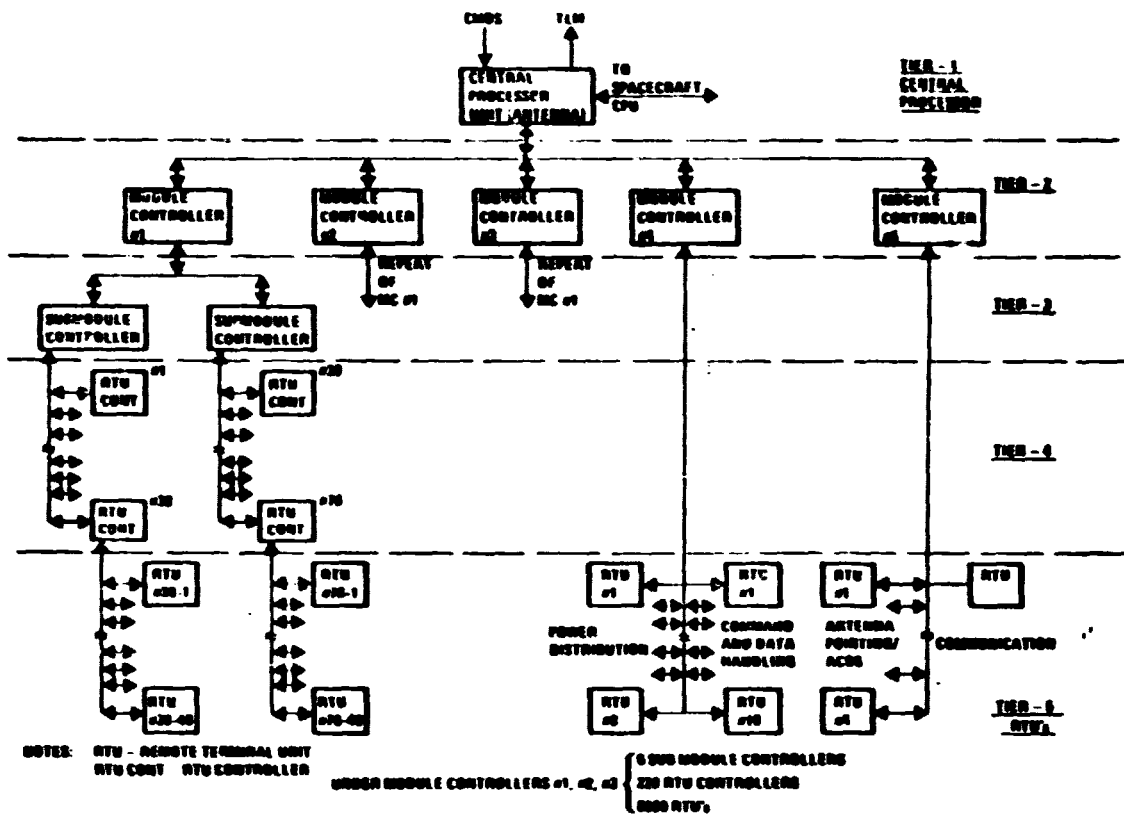 CMDS
TLM
CENTRAL
PROCESSER
UNIT (ANTENNA)
TO
SPACECRAFT
CPU
TIER - 1
CENTRAL
PROCESSOR
MODULE
CONTROLLER
#1
MODULE
CONTROLLER
#2
MODULE
CONTROLLER
#3
MODULE
CONTROLLER
MODULE
CONTROLLER
TIER - 2
REPEAT
OF
MC #1
REPEAT
OF
MC #1
SUBMODULE
CONTROLLER
SUBMODULE
CONTROLLER
TIER - 3
RTU
CONT
#1
RTU
CONT
RTU
CONT
RTU
CONT
TIER - 4
RTU
RTU
RTU
#1
RTC
#1
RTU
#1
RTU
POWER
DISTRIBUTION
COMMAND
AND DATA
HANDLING
ANTENNA
POINTING/
ACDS
COMMUNICATION
RTU
RTU
RTU
RTU
#10
RTU
TIER - 5
RTU's
NOTES: RTU - REMOTE TERMINAL UNIT
RTU CONT RTU CONTROLLER
UNDER MODULE CONTROLLERS #1, #2, #3
6 SUB MODULE CONTROLLERS
RTU CONTROLLERS
RTU's